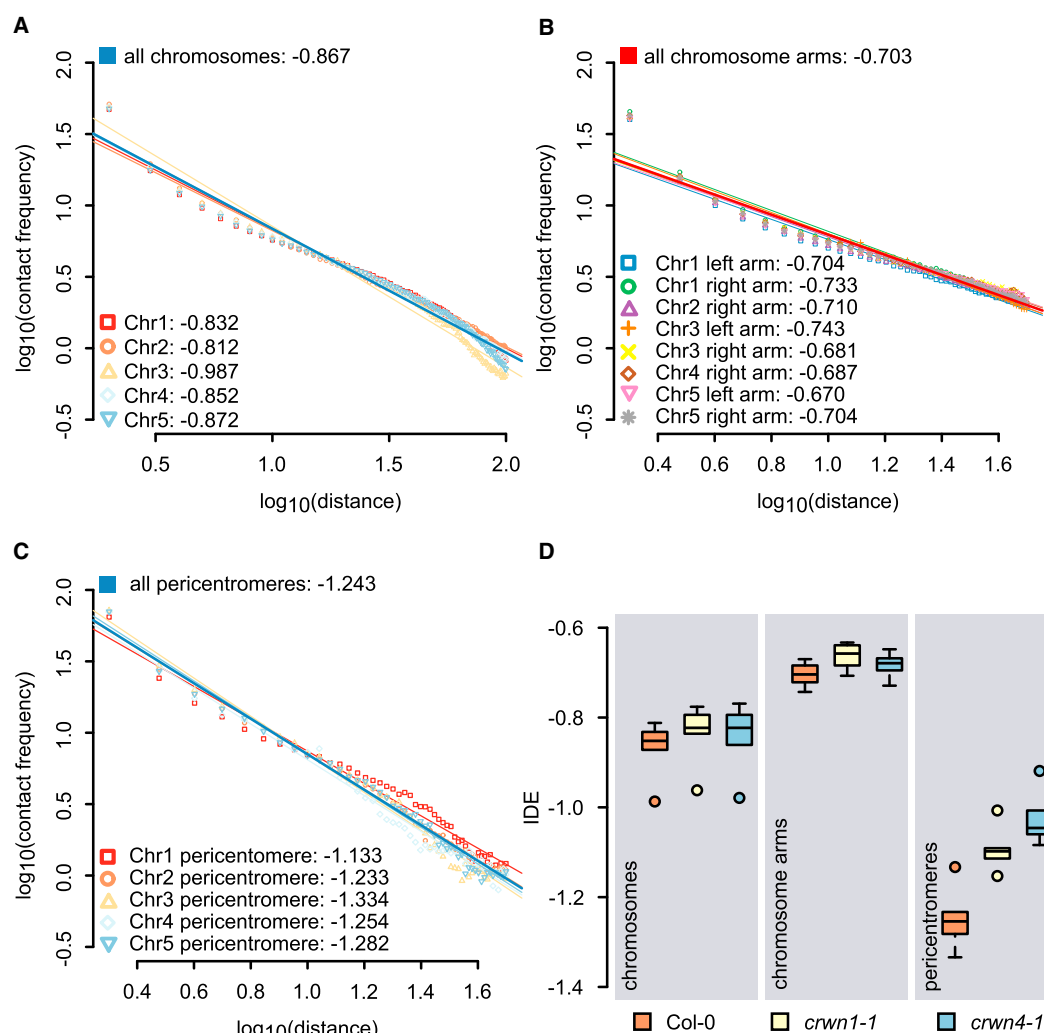 A
all chromosomes: -0.867
2.0
1.5
1.0
0.5
0.0
-0.5
log10(contact frequency)
Chr1: -0.832
Chr2: -0.812
Chr3: -0.987
Chr4: -0.852
Chr5: -0.872
0.5
1.0
1.5
2.0
log10(distance)
B
all chromosome arms: -0.703
2.0
1.5
1.0
0.5
0.0
-0.5
log10(contact frequency)
Chr1 left arm: -0.704
Chr1 right arm: -0.733
Chr2 right arm: -0.710
Chr3 left arm: -0.743
Chr3 right arm: -0.681
Chr4 right arm: -0.687
Chr5 left arm: -0.670
Chr5 right arm: -0.704
0.4
0.6
0.8
1.0
1.2
1.4
1.6
log10(distance)
C
all pericentromeres: -1.243
2.0
1.5
1.0
0.5
0.0
-0.5
log10(contact frequency)
Chr1 pericentomere: -1.133
Chr2 pericentromere: -1.233
Chr3 pericentromere: -1.334
Chr4 pericentromere: -1.254
Chr5 pericentromere: -1.282
0.4
0.6
0.8
1.0
1.2
1.4
1.6
log10(distance)
D
-0.6
-0.8
-1.0
-1.2
-1.4
IDE
chromosomes
chromosome arms
pericentromeres
Col-0
crwn1-1
crwn4-1